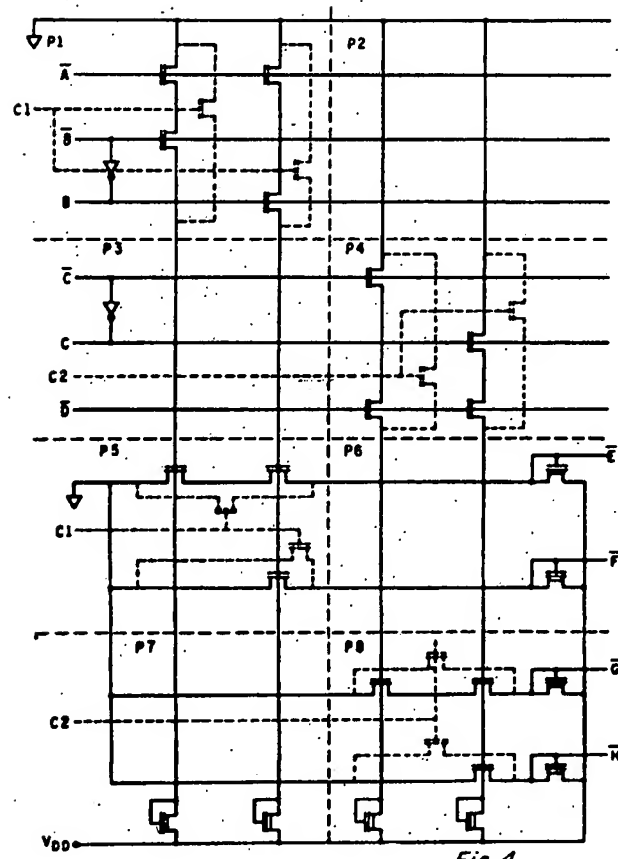 P1 P2
A̅
C1
B̅
B
P3 P4
C̅
C
C2
D̅
P5 P6 E̅
C1
F̅
P7 P8
G̅
C2
H̅
VDD
Fig. 4